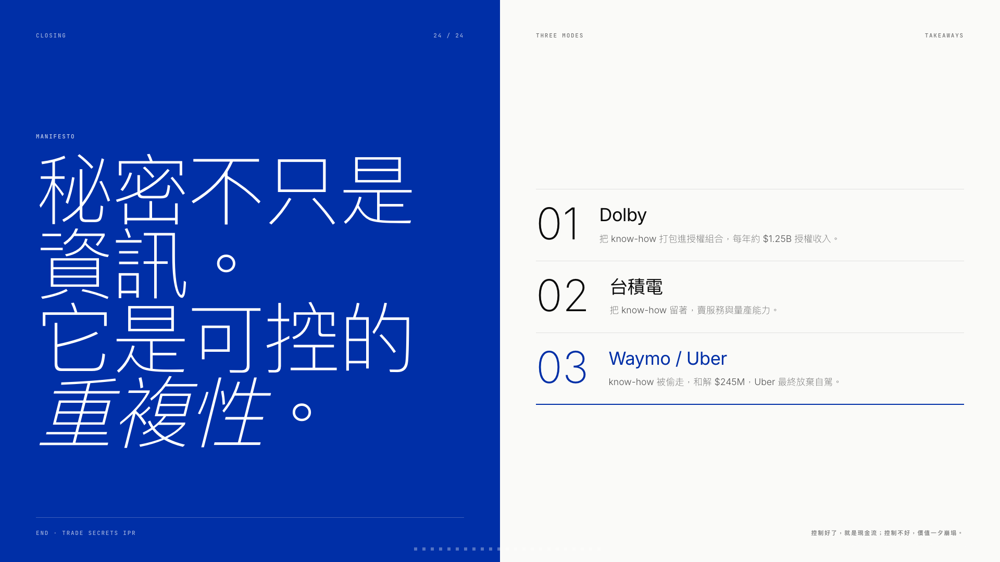 CLOSING
24 / 24
MANIFESTO
秘密不只是
資訊。
它是可控的
重複性。
END · TRADE SECRETS IPR
THREE MODES
TAKEAWAYS
01
Dolby
把 know-how 打包進授權組合，每年約 $1.25B 授權收入。
02
台積電
把 know-how 留著，賣服務與量產能力。
03
Waymo / Uber
know-how 被偷走，和解 $245M，Uber 最終放棄自駕。
控制好了，就是現金流；控制不好，價值一夕崩塌。